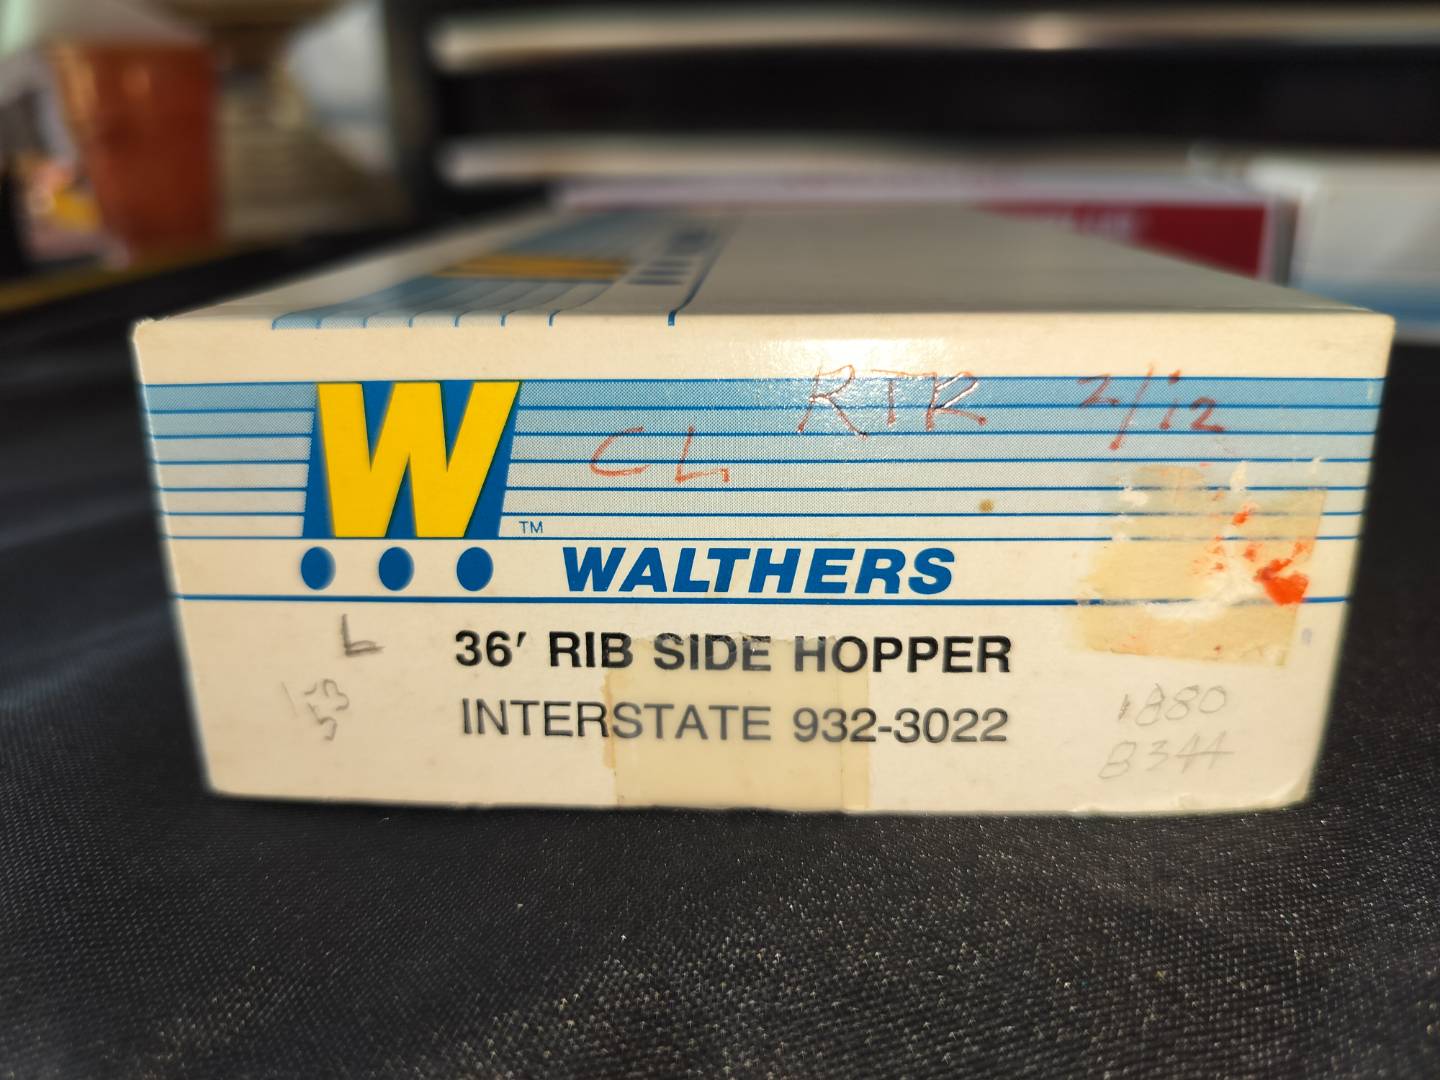 RTR 2/12
CL
W
TM
WALTHERS
36′ RIB SIDE HOPPER
INTERSTATE 932-3022
1880
8344